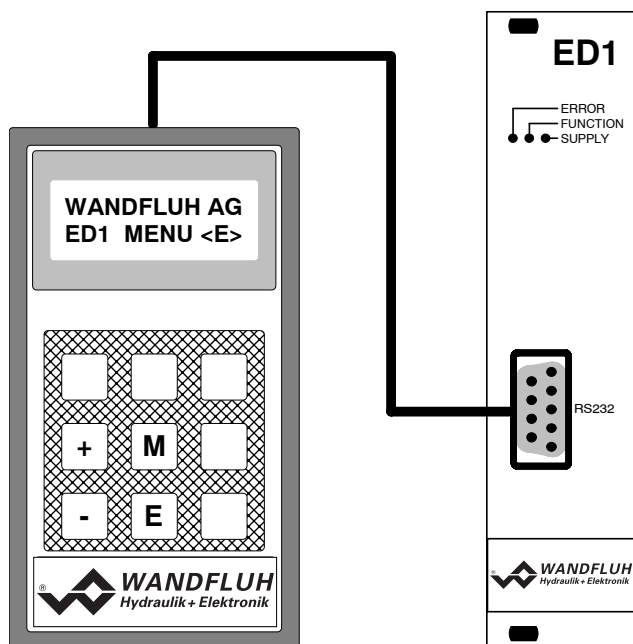 WANDFLUH AG
ED1 MENU <E>
+
M
-
E
® WANDFLUH
Hydraulik + Elektronik
ED1
ERROR
FUNCTION
SUPPLY
RS232
® WANDFLUH
Hydraulik + Elektronik